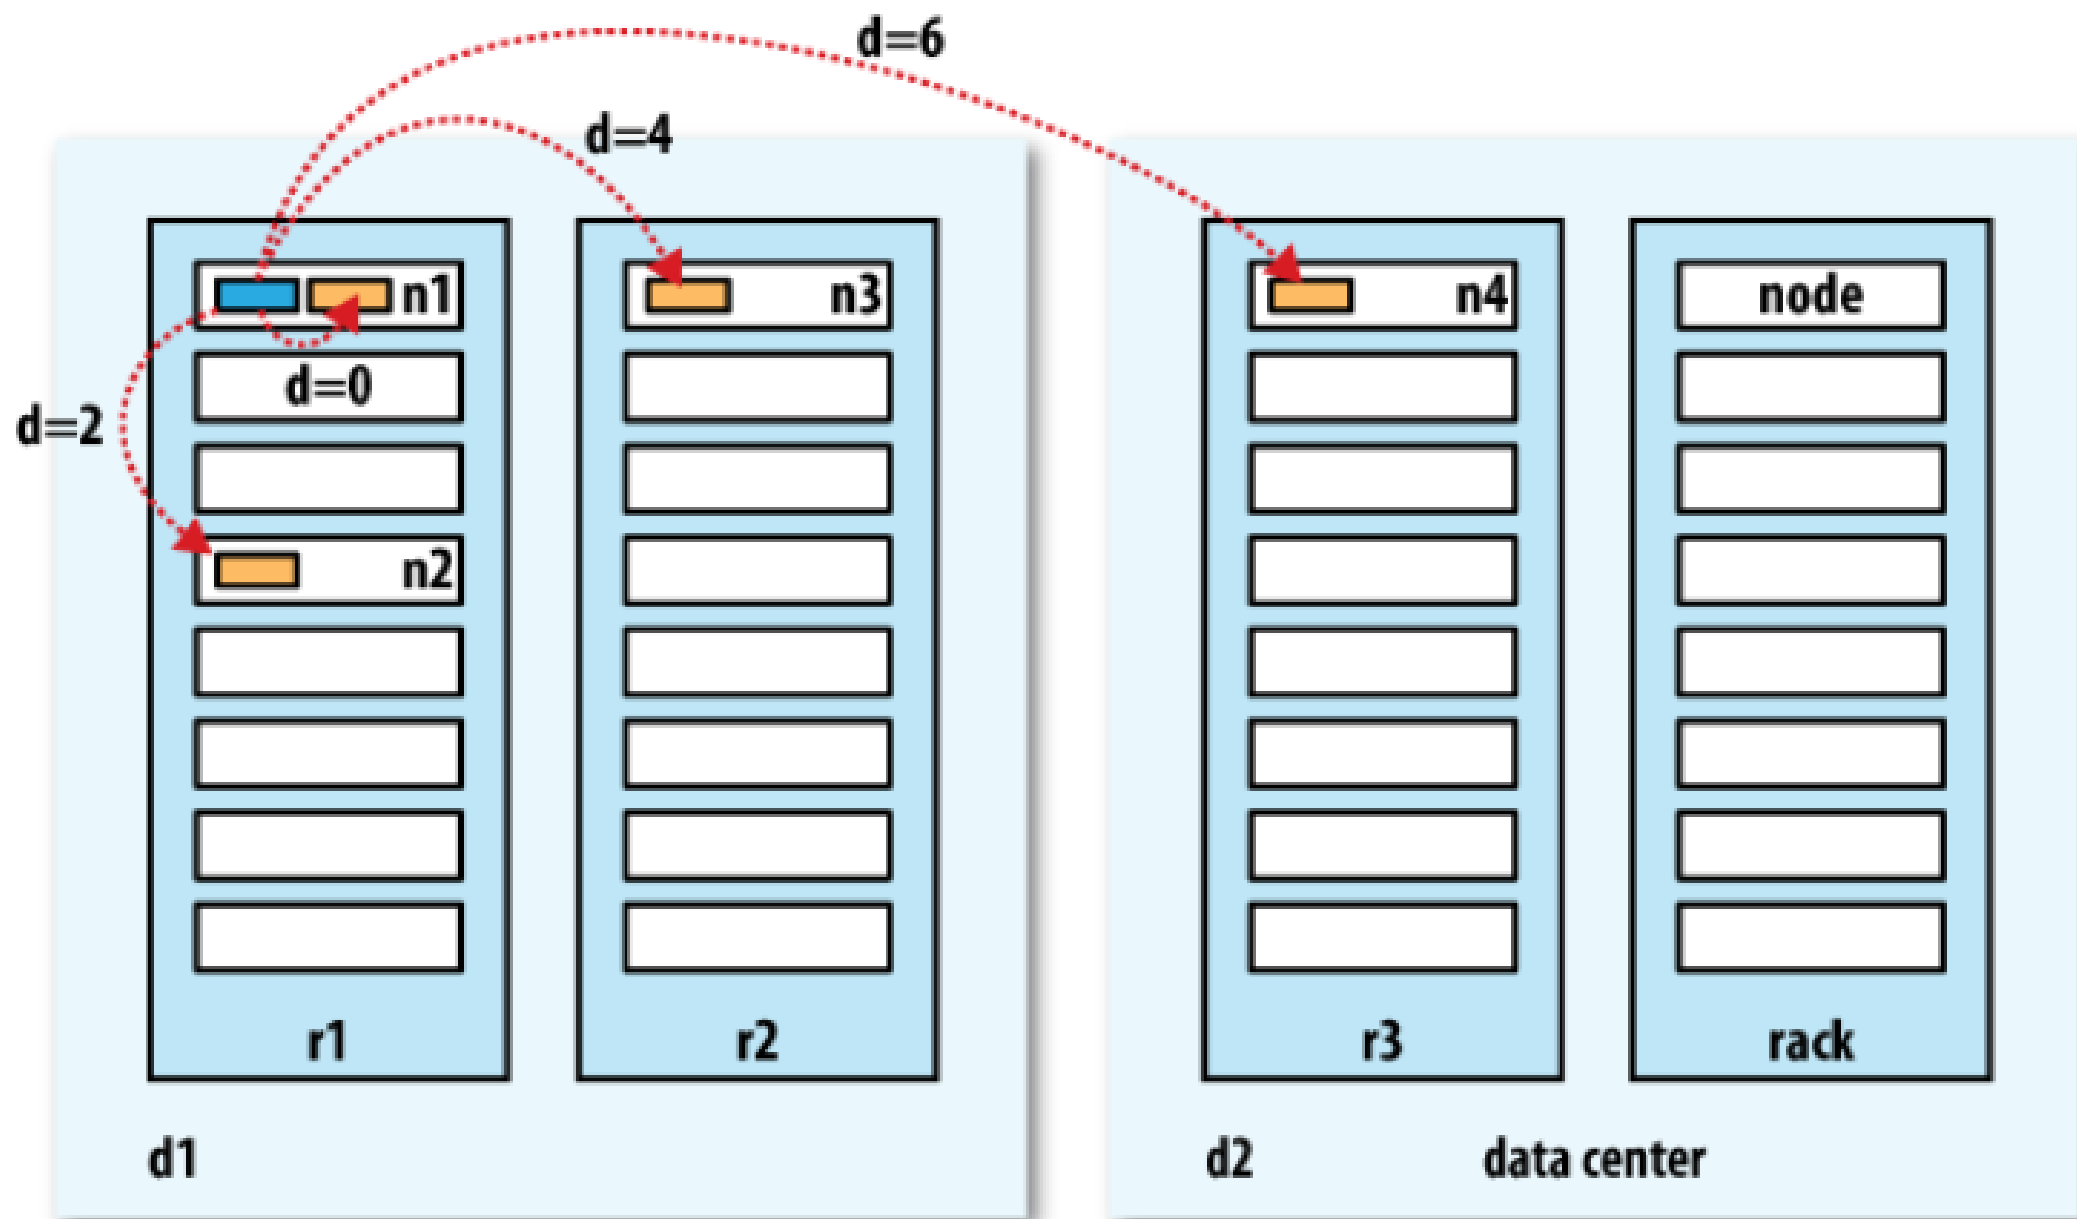 d=6
d=4
n1
n3
n4
node
d=0
d=2
n2
r1
r2
r3
rack
d1
d2
data center